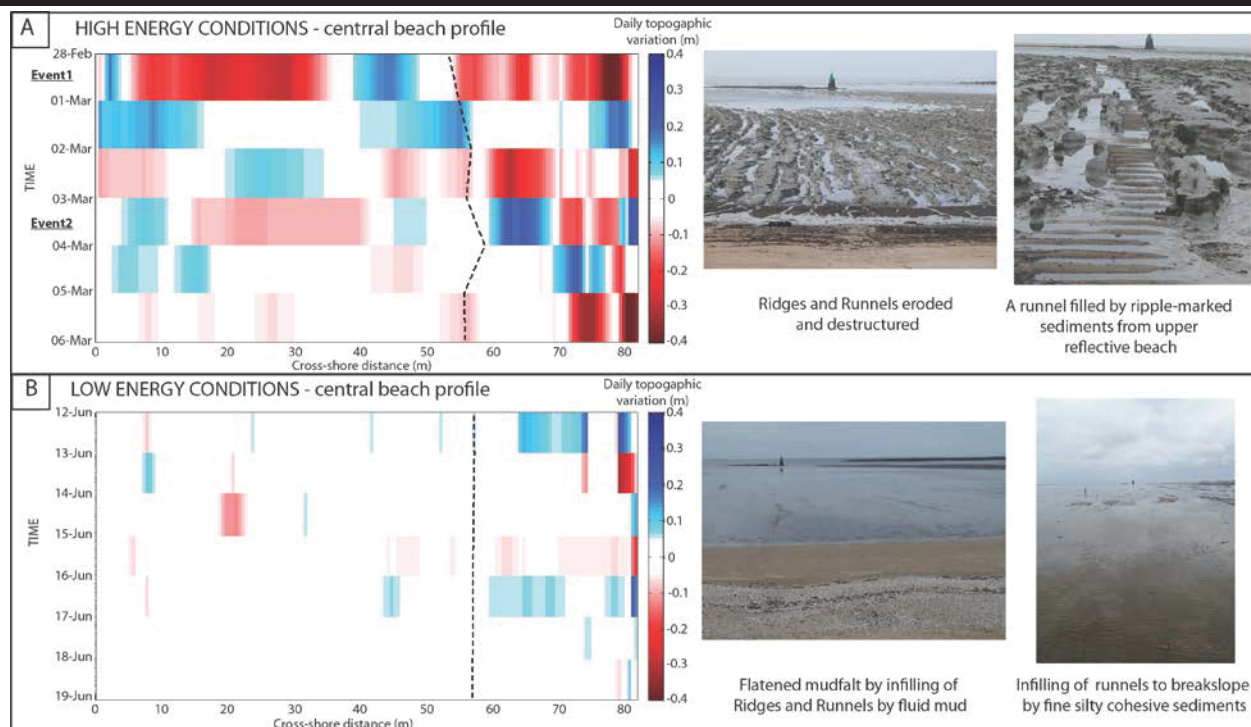 A
HIGH ENERGY CONDITIONS - centrral beach profile
Daily topographic
variation (m)
28-Feb
Event1
01-Mar
02-Mar
TIME
03-Mar
Event2
04-Mar
05-Mar
06-Mar
0 10 20 30 40 50 60 70 80
Cross-shore distance (m)
0.4
0.3
0.2
0.1
0
-0.1
-0.2
-0.3
-0.4
Ridges and Runnels eroded
and destructured
A runnel filled by ripple-marked
sediments from upper
reflective beach
B
LOW ENERGY CONDITIONS - central beach profile
Daily topographic
variation (m)
12-Jun
13-Jun
14-Jun
15-Jun
TIME
16-Jun
17-Jun
18-Jun
19-Jun
0 10 20 30 40 50 60 70 80
Cross-shore distance (m)
0.4
0.3
0.2
0.1
0
-0.1
-0.2
-0.3
-0.4
Flatened mudfalt by infilling of
Ridges and Runnels by fluid mud
Infilling of runnels to breakslope
by fine silty cohesive sediments